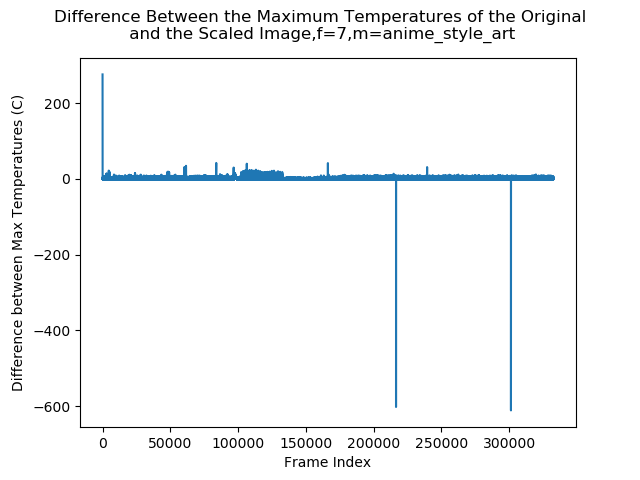 Difference Between the Maximum Temperatures of the Original
and the Scaled Image,f=7,m=anime_style_art
Difference between Max Temperatures (C)
200
0
−200
−400
−600
0 50000 100000 150000 200000 250000 300000
Frame Index